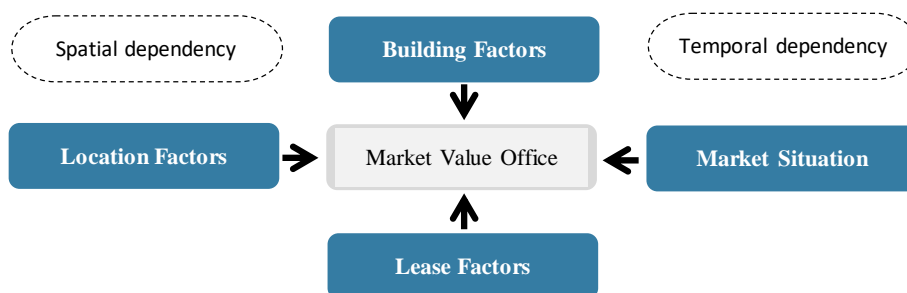 Spatial dependency
Building Factors
Temporal dependency
Location Factors
Market Value Office
Market Situation
Lease Factors